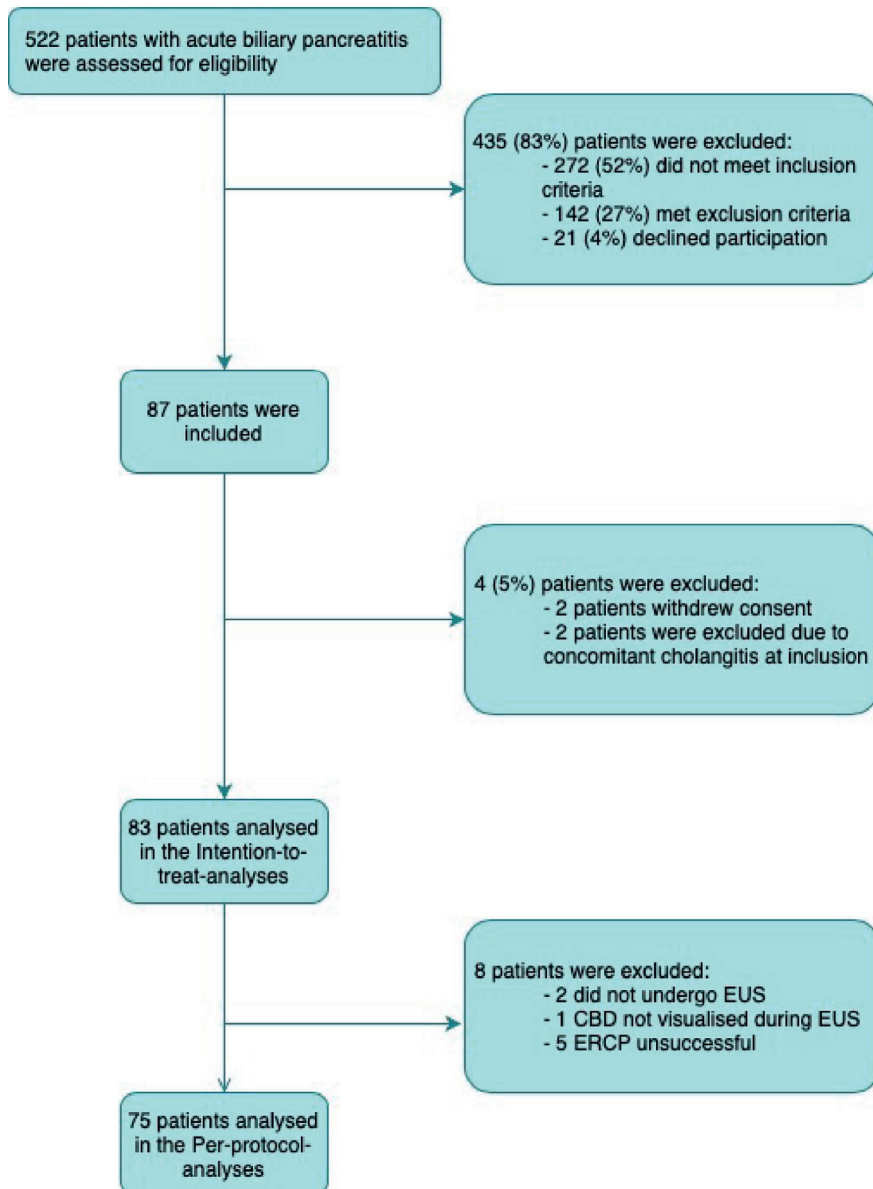 522 patients with acute biliary pancreatitis
were assessed for eligibility
435 (83%) patients were excluded:
- 272 (52%) did not meet inclusion
criteria
- 142 (27%) met exclusion criteria
- 21 (4%) declined participation
87 patients were
included
4 (5%) patients were excluded:
- 2 patients withdrew consent
- 2 patients were excluded due to
concomitant cholangitis at inclusion
83 patients analysed
in the Intention-to-
treat-analyses
8 patients were excluded:
- 2 did not undergo EUS
- 1 CBD not visualised during EUS
- 5 ERCP unsuccessful
75 patients analysed
in the Per-protocol-
analyses